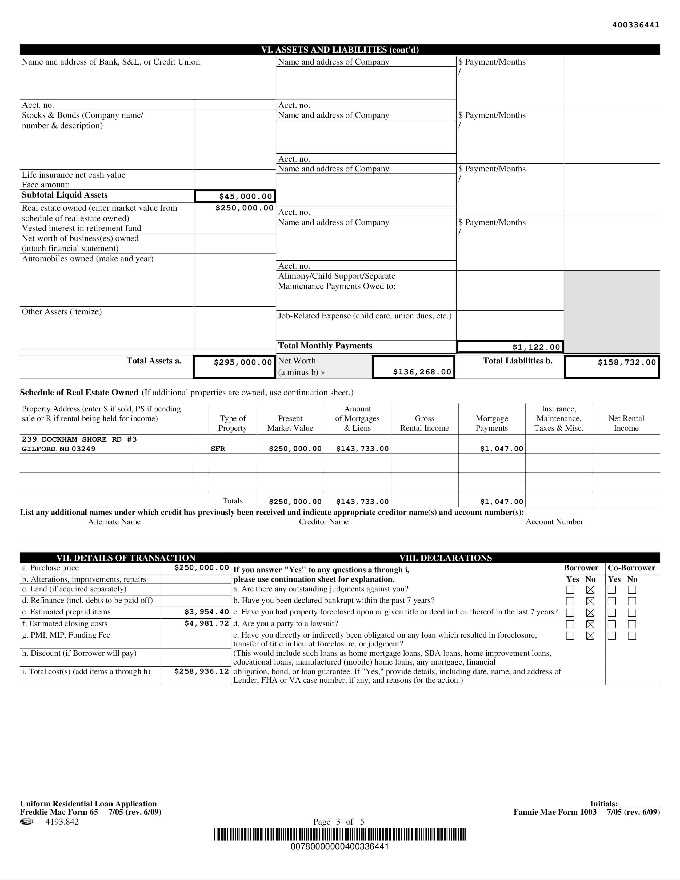 400336441
VI. ASSETS AND LIABILITIES (cont'd)
Name and address of Bank, S&L, or Credit Union
Name and address of Company
$ Payment/Months
/
Acct. no.
Acct. no.
Stocks & Bonds (Company name/
number & description)
Name and address of Company
$ Payment/Months
/
Acct. no.
Life insurance net cash value
Face amount:
Name and address of Company
$ Payment/Months
/
Subtotal Liquid Assets
$45,000.00
Real estate owned (enter market value from
schedule of real estate owned)
$250,000.00
Acct. no.
Vested interest in retirement fund
Name and address of Company
$ Payment/Months
/
Net worth of business(es) owned
(attach financial statement)
Automobiles owned (make and year)
Acct. no.
Alimony/Child Support/Separate
Maintenance Payments Owed to:
Other Assets (itemize)
Job-Related Expense (child care, union dues, etc.)
Total Monthly Payments
$1,122.00
Total Assets a.
$295,000.00
Net Worth
(a minus b) »
$136,268.00
Total Liabilities b.
$158,732.00
Schedule of Real Estate Owned (If additional properties are owned, use continuation sheet.)
Property Address (enter S if sold, PS if pending
sale or R if rental being held for income)
Type of
Property
Present
Market Value
Amount
of Mortgages
& Liens
Gross
Rental Income
Mortgage
Payments
Insurance,
Maintenance,
Taxes & Misc.
Net Rental
Income
239 DOCKHAM SHORE RD #3
GILFORD, NH 03249 SFR $250,000.00 $143,733.00 $1,047.00
Totals $250,000.00 $143,733.00 $1,047.00
List any additional names under which credit has previously been received and indicate appropriate creditor name(s) and account number(s):
Alternate Name Creditor Name Account Number
VII. DETAILS OF TRANSACTION
a. Purchase price $250,000.00
b. Alterations, improvements, repairs
c. Land (if acquired separately)
d. Refinance (incl. debts to be paid off)
e. Estimated prepaid items $3,954.40
f. Estimated closing costs $4,981.72
g. PMI, MIP, Funding Fee
h. Discount (if Borrower will pay)
i. Total cost(s) (add items a through h) $258,936.12
VIII. DECLARATIONS
If you answer "Yes" to any questions a through i,
please use continuation sheet for explanation.
Borrower Co-Borrower
Yes No Yes No
a. Are there any outstanding judgments against you?
b. Have you been declared bankrupt within the past 7 years?
c. Have you had property foreclosed upon or given title or deed in lieu thereof in the last 7 years?
d. Are you a party to a lawsuit?
e. Have you directly or indirectly been obligated on any loan which resulted in foreclosure,
transfer of title in lieu of foreclosure, or judgment?
(This would include such loans as home mortgage loans, SBA loans, home improvement loans,
educational loans, manufactured (mobile) home loans, any mortgage, financial
obligation, bond, or loan guarantee. If "Yes," provide details, including date, name, and address of
Lender, FHA or VA case number, if any, and reasons for the action.)
Uniform Residential Loan Application
Freddie Mac Form 65 7/05 (rev. 6/09)
4193.842
Page 3 of 5
Initials:
Fannie Mae Form 1003 7/05 (rev. 6/09)
00780000000400336441